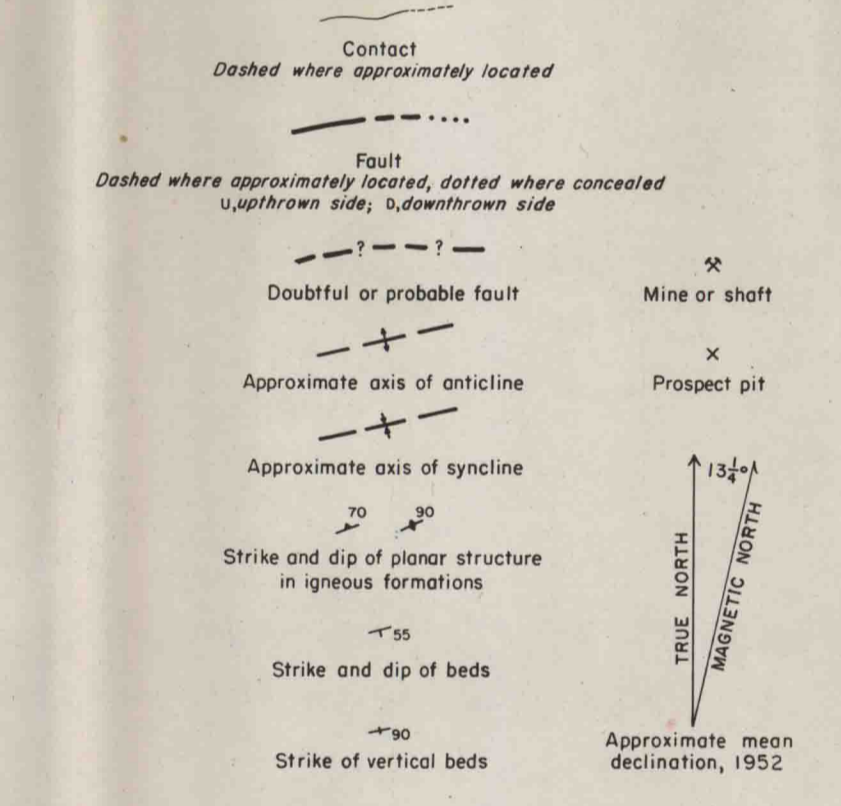 Contact
Dashed where approximately located
Fault
Dashed where approximately located, dotted where concealed
U, upthrown side; D, downthrown side
? ?
Doubtful or probable fault
Approximate axis of anticline
Approximate axis of syncline
70 90
Strike and dip of planar structure
in igneous formations
55
Strike and dip of beds
90
Strike of vertical beds
Mine or shaft
Prospect pit
13¼°
TRUE NORTH
MAGNETIC NORTH
Approximate mean
declination, 1952